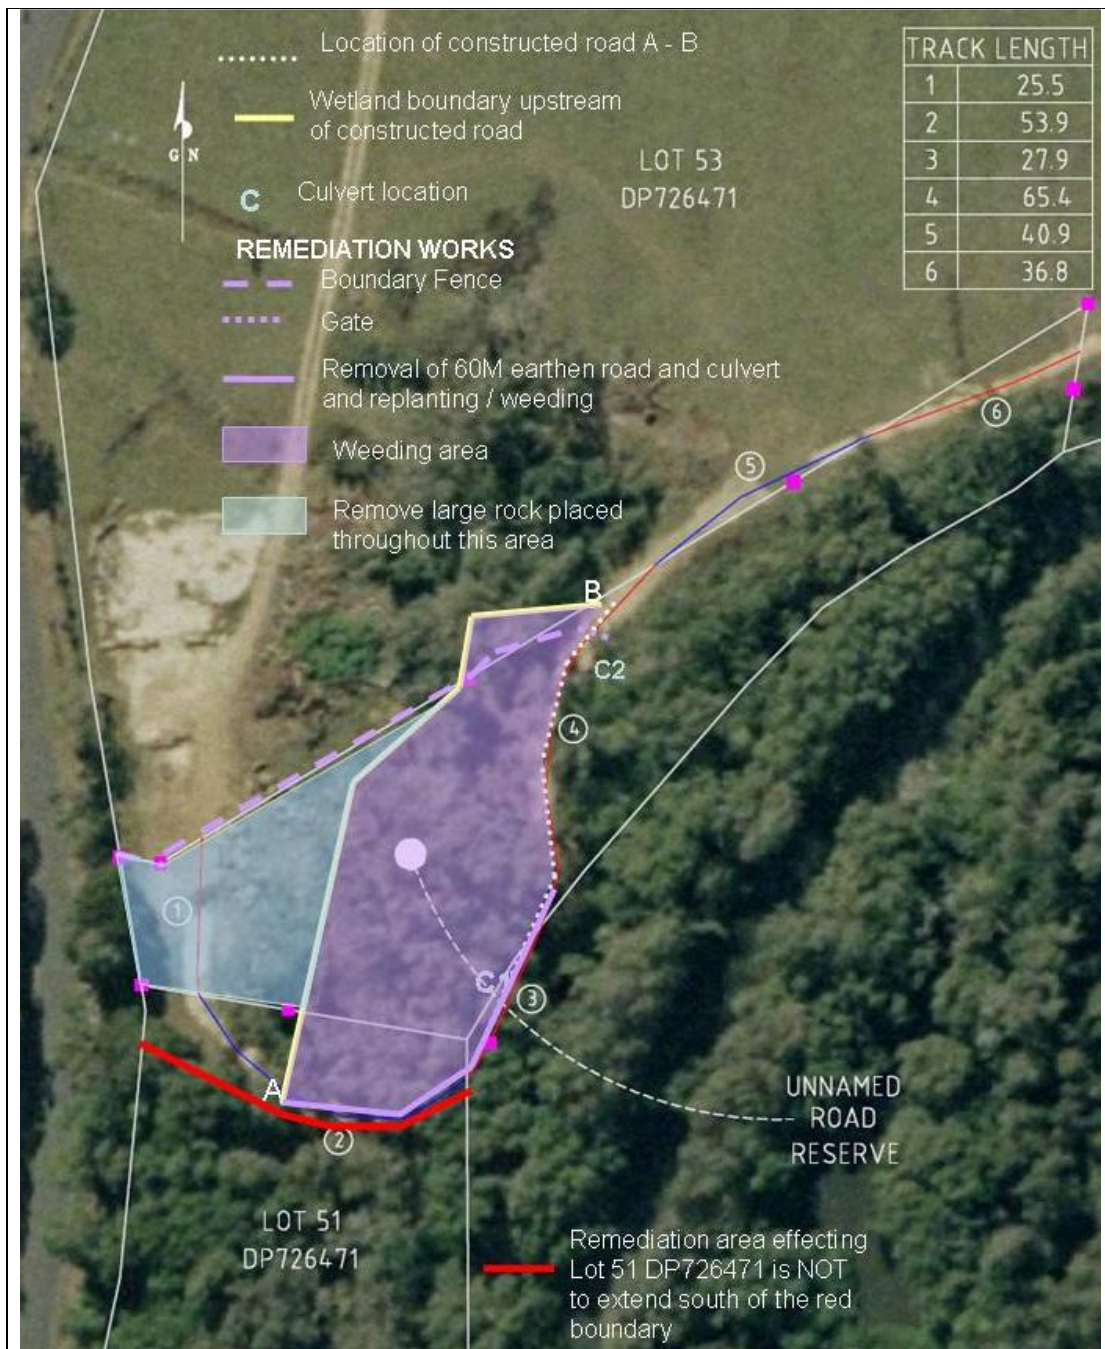 Location of constructed road A - B
Wetland boundary upstream
of constructed road
G N
C Culvert location
REMEDIATION WORKS
Boundary Fence
Gate
Removal of 60M earthen road and culvert
and replanting / weeding
Weeding area
Remove large rock placed
throughout this area
LOT 53
DP726471
TRACK LENGTH
1 25.5
2 53.9
3 27.9
4 65.4
5 40.9
6 36.8
6
5
B
C2
4
1
C
3
A
2
UNNAMED
ROAD
RESERVE
LOT 51
DP726471
Remediation area effecting
Lot 51 DP726471 is NOT
to extend south of the red
boundary